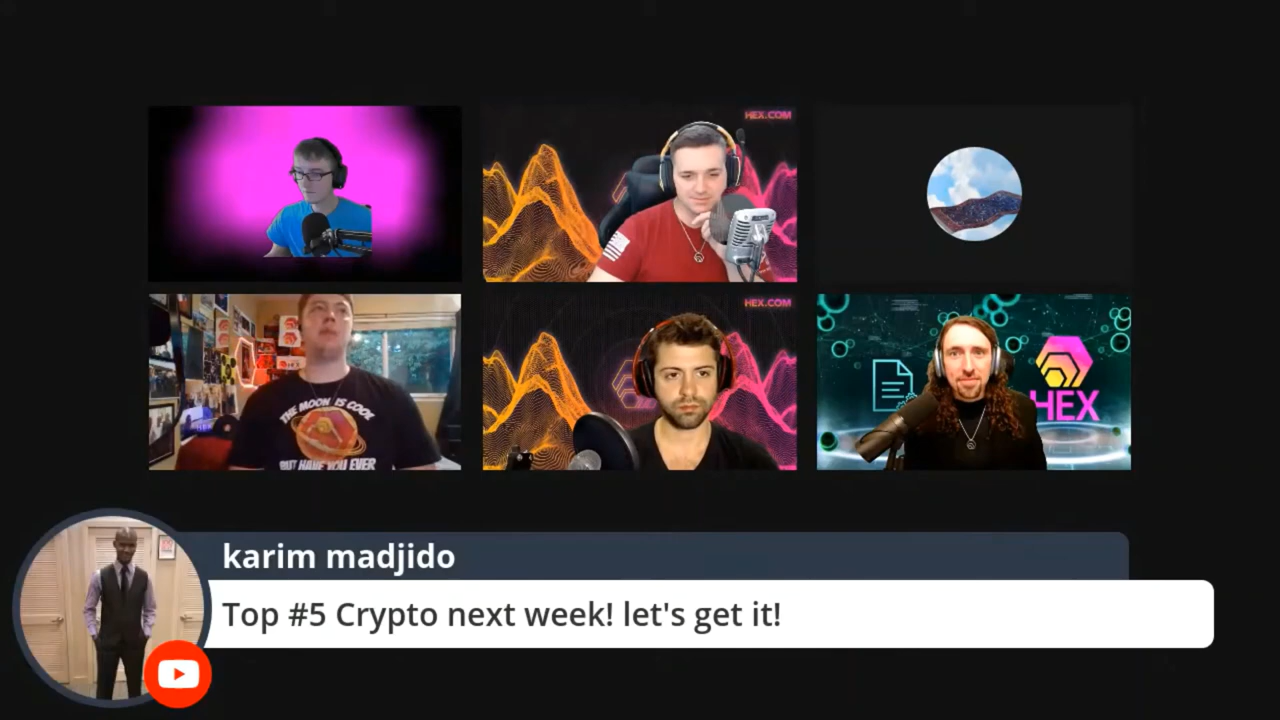 HEX.COM
THE MOON IS COOL
BUT HAVE YOU EVER
HEX.COM
HEX
karim madjido
Top #5 Crypto next week! let's get it!